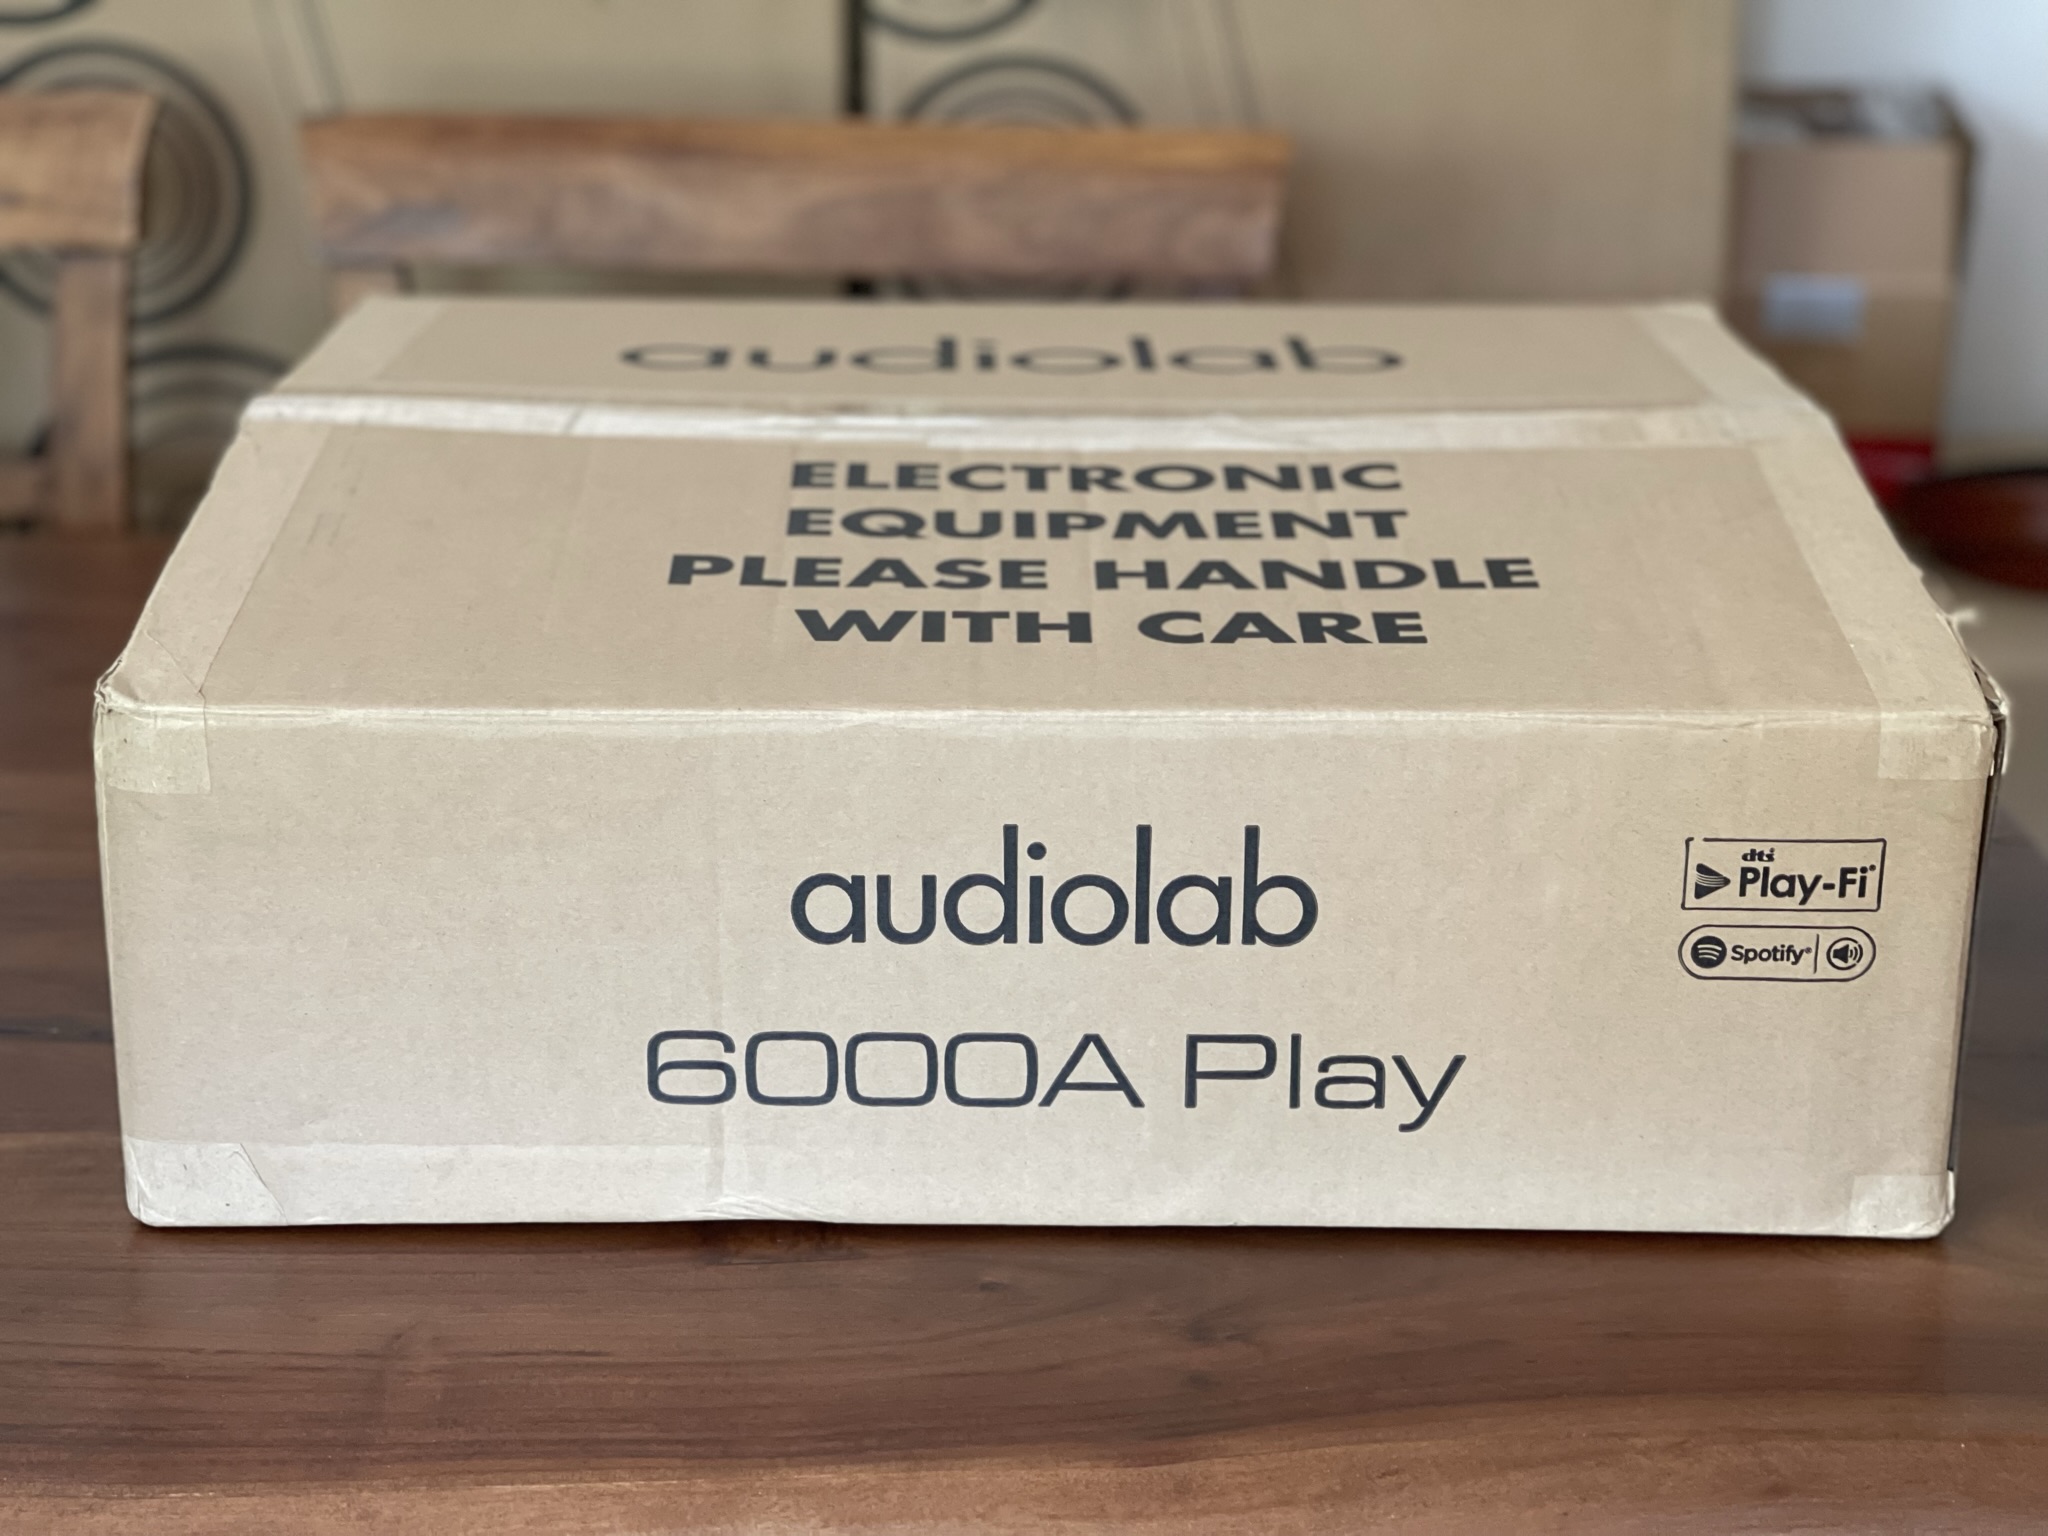 audiolab
ELECTRONIC
EQUIPMENT
PLEASE HANDLE
WITH CARE
audiolab
6000A Play
dts
Play-Fi®
Spotify®